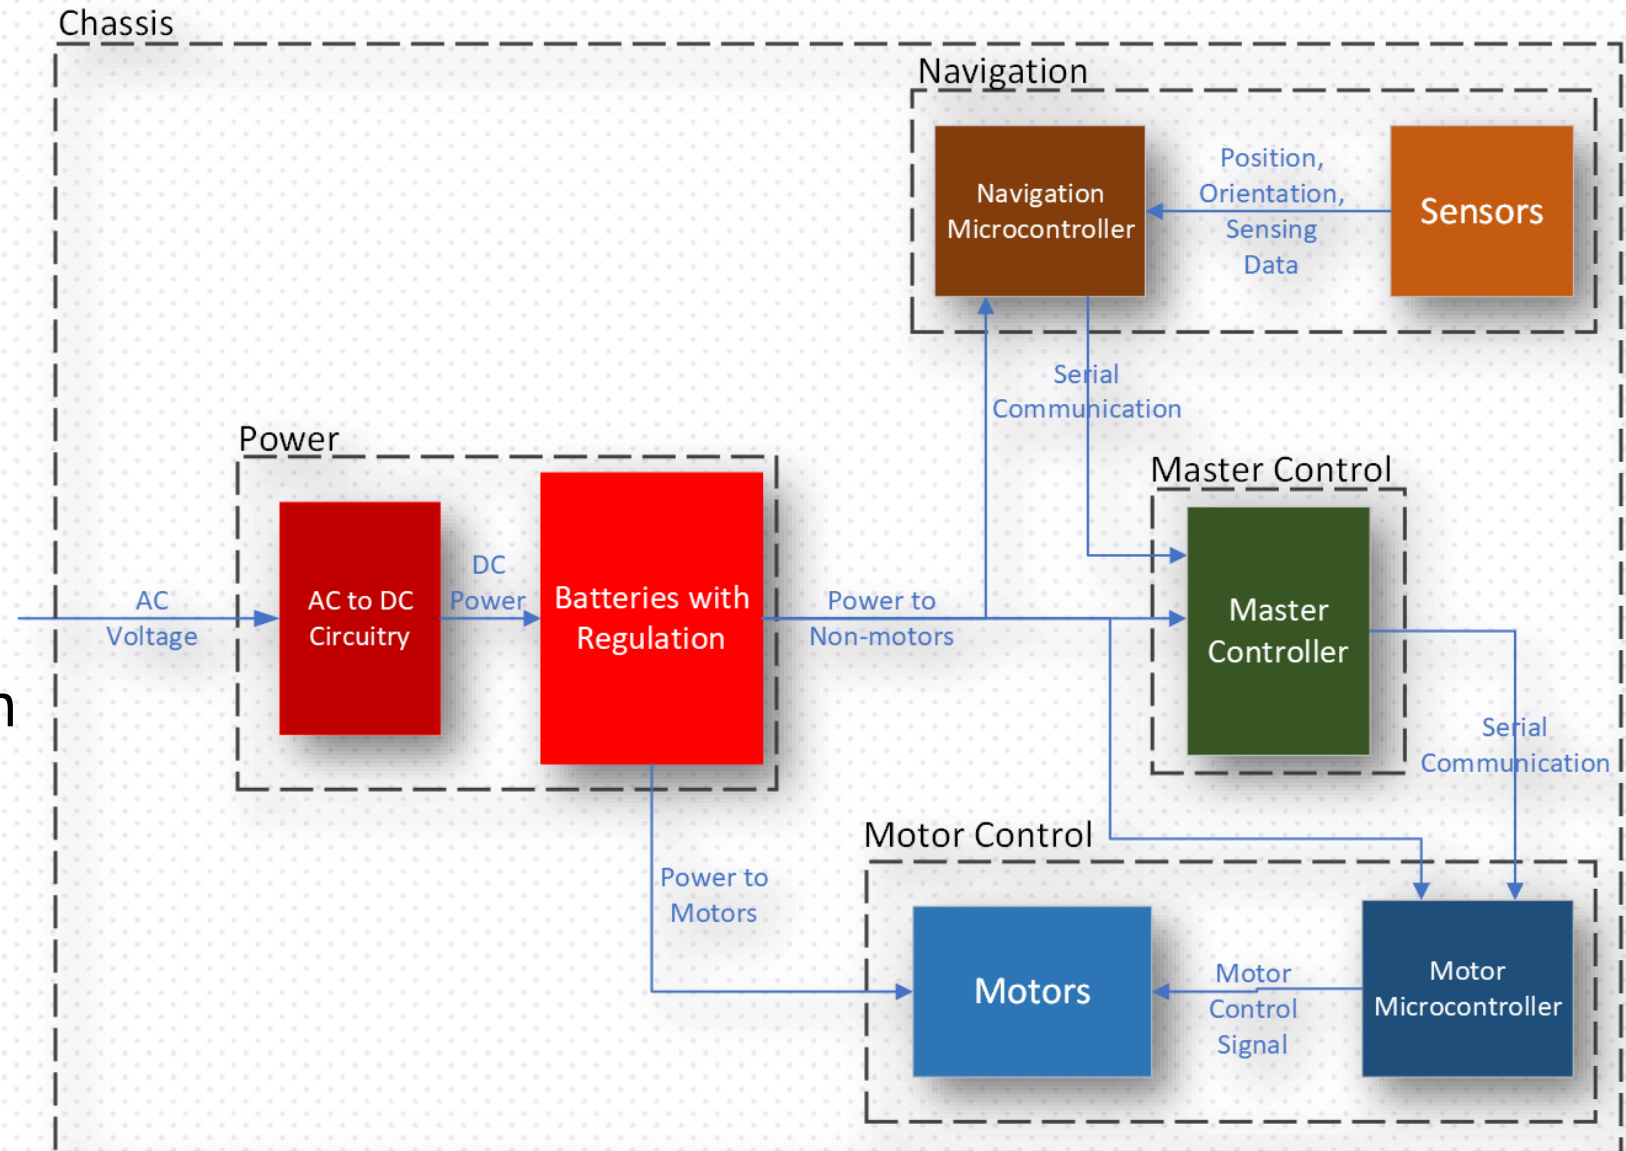 Chassis
Navigation
Navigation
Microcontroller
Position,
Orientation,
Sensing
Data
Sensors
Serial
Communication
Power
AC
Voltage
AC to DC
Circuitry
DC
Power
Batteries with
Regulation
Power to
Non-motors
Master Control
Master
Controller
Serial
Communication
n
Power to
Motors
Motor Control
Motors
Motor
Control
Signal
Motor
Microcontroller